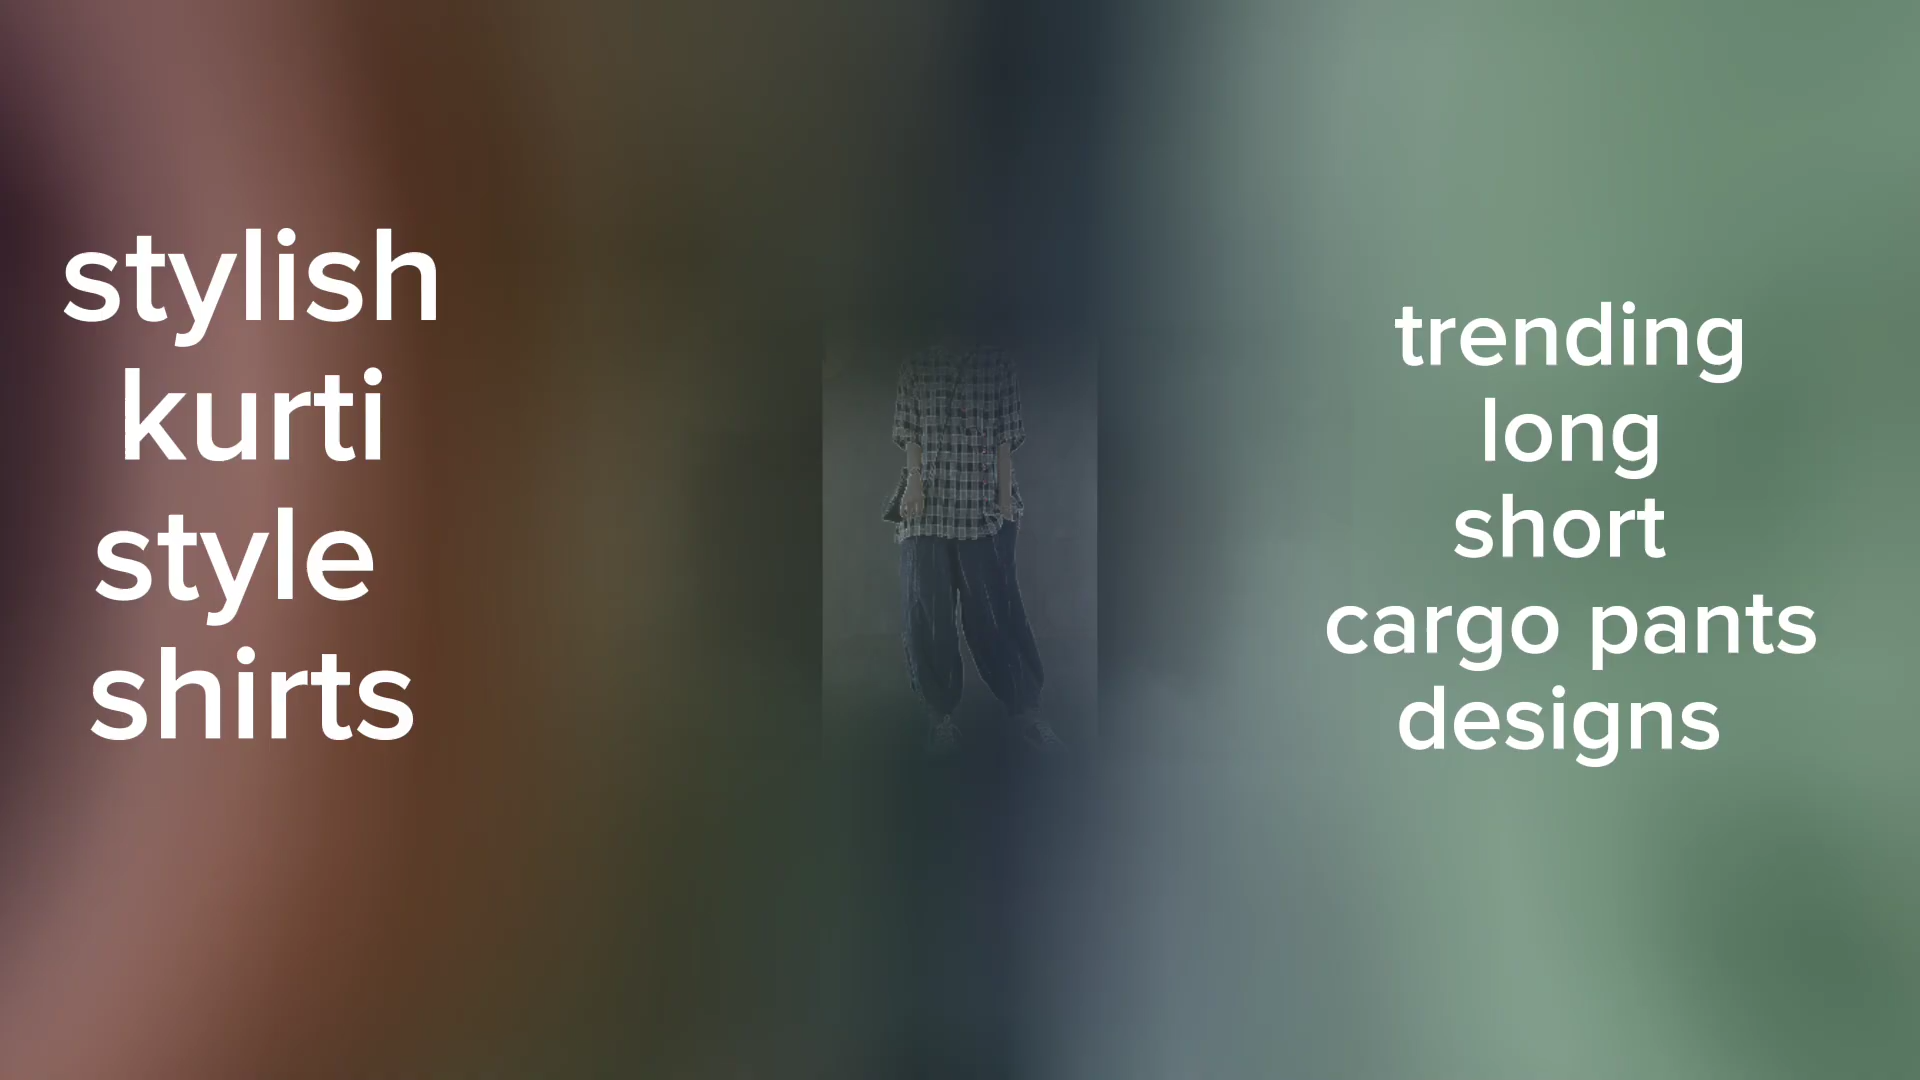 stylish
kurti
style
shirts
trending
long
short
cargo pants
designs